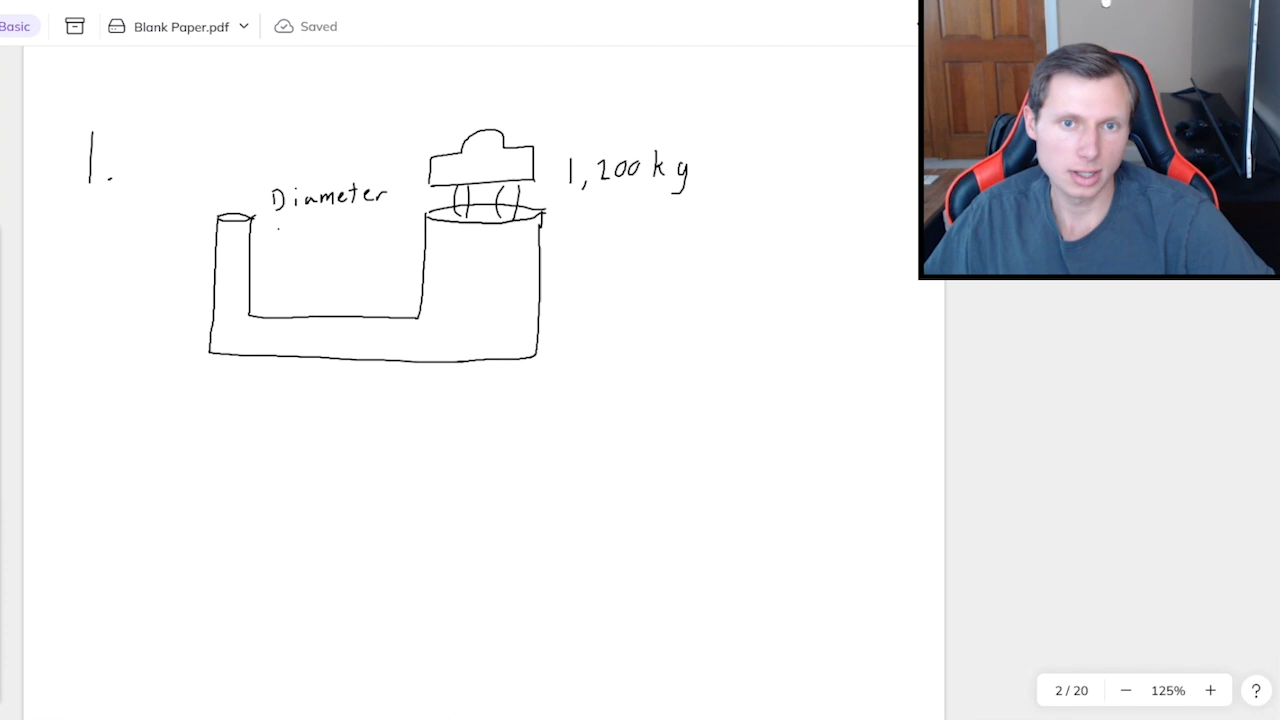 Basic
Blank Paper.pdf
Saved
1.
1,200 kg
Diameter
2 / 20
125%
?